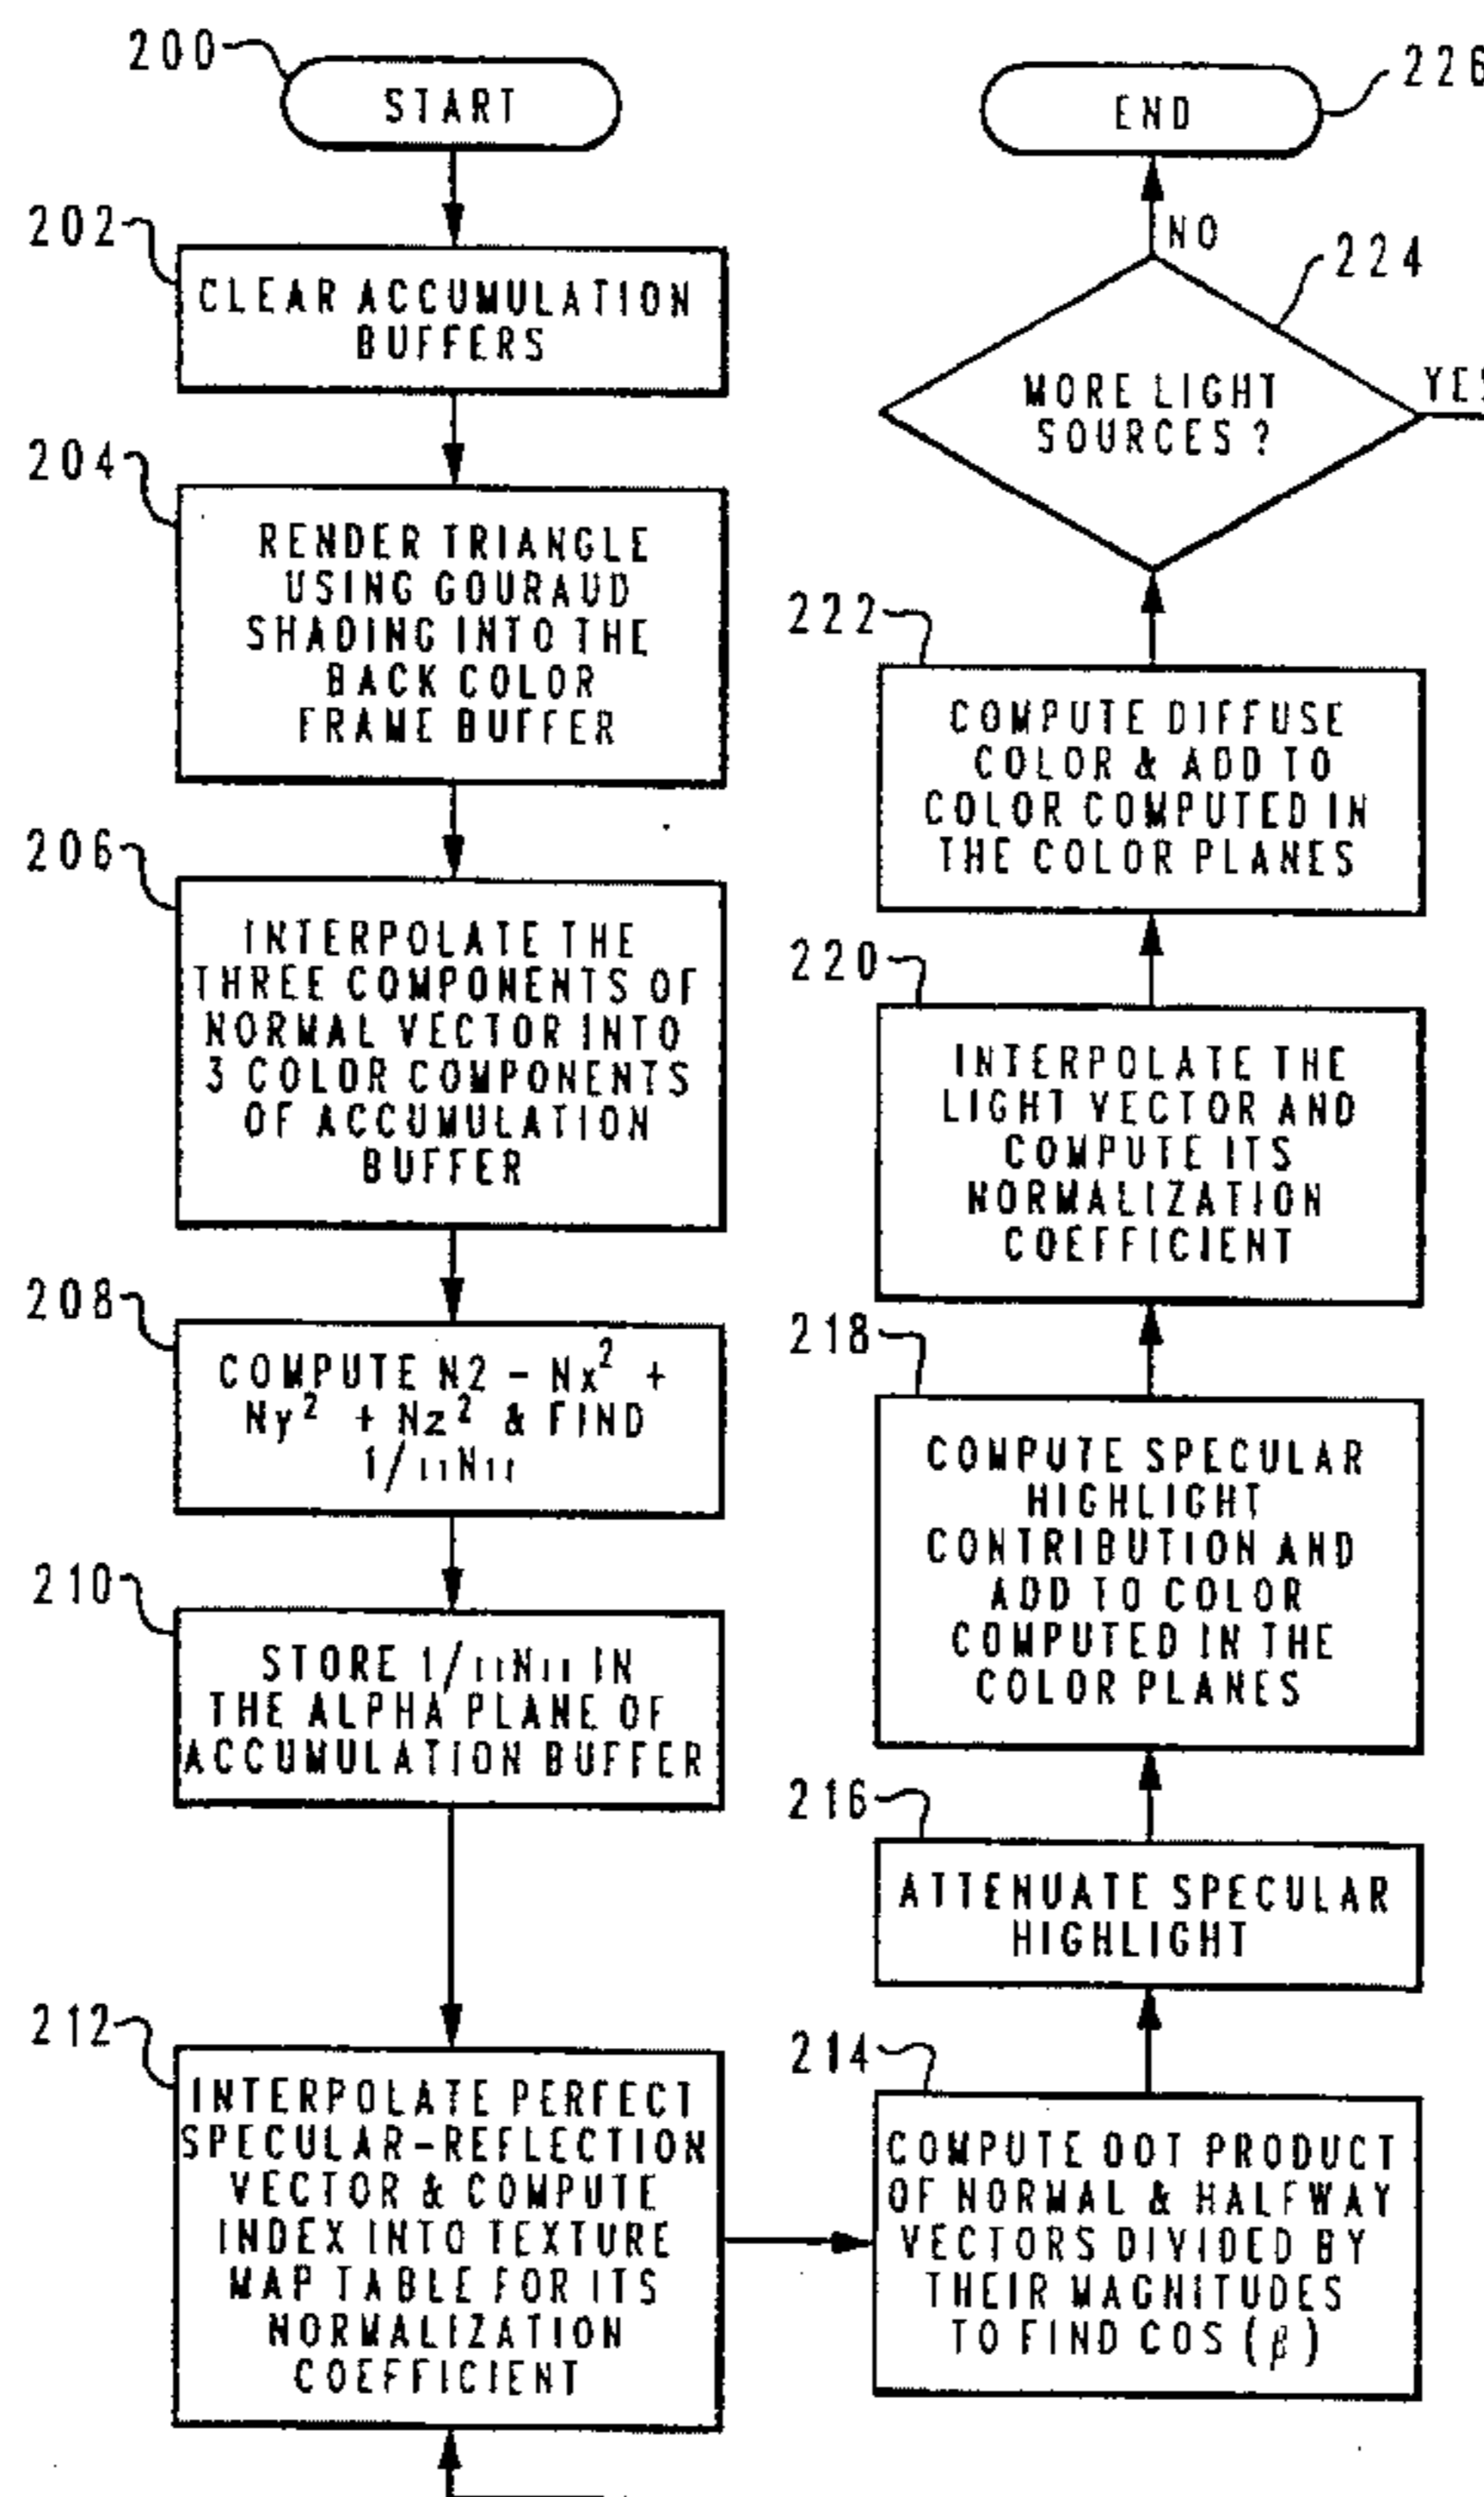 200
START
202
CLEAR ACCUMULATION
BUFFERS
204
RENDER TRIANGLE
USING GOURAUD
SHADING INTO THE
BACK COLOR
FRAME BUFFER
206
INTERPOLATE THE
THREE COMPONENTS OF
NORMAL VECTOR INTO
3 COLOR COMPONENTS
OF ACCUMULATION
BUFFER
208
COMPUTE N2 - Nx² +
Ny² + Nz² & FIND
1/ııNıı
210
STORE 1/ııNıı IN
THE ALPHA PLANE OF
ACCUMULATION BUFFER
212
INTERPOLATE PERFECT
SPECULAR-REFLECTION
VECTOR & COMPUTE
INDEX INTO TEXTURE
MAP TABLE FOR ITS
NORMALIZATION
COEFFICIENT
214
COMPUTE DOT PRODUCT
OF NORMAL & HALFWAY
VECTORS DIVIDED BY
THEIR MAGNITUDES
TO FIND COS (β)
216
ATTENUATE SPECULAR
HIGHLIGHT
218
COMPUTE SPECULAR
HIGHLIGHT
CONTRIBUTION AND
ADD TO COLOR
COMPUTED IN THE
COLOR PLANES
220
INTERPOLATE THE
LIGHT VECTOR AND
COMPUTE ITS
NORMALIZATION
COEFFICIENT
222
COMPUTE DIFFUSE
COLOR & ADD TO
COLOR COMPUTED IN
THE COLOR PLANES
224
MORE LIGHT
SOURCES?
YES
NO
226
END